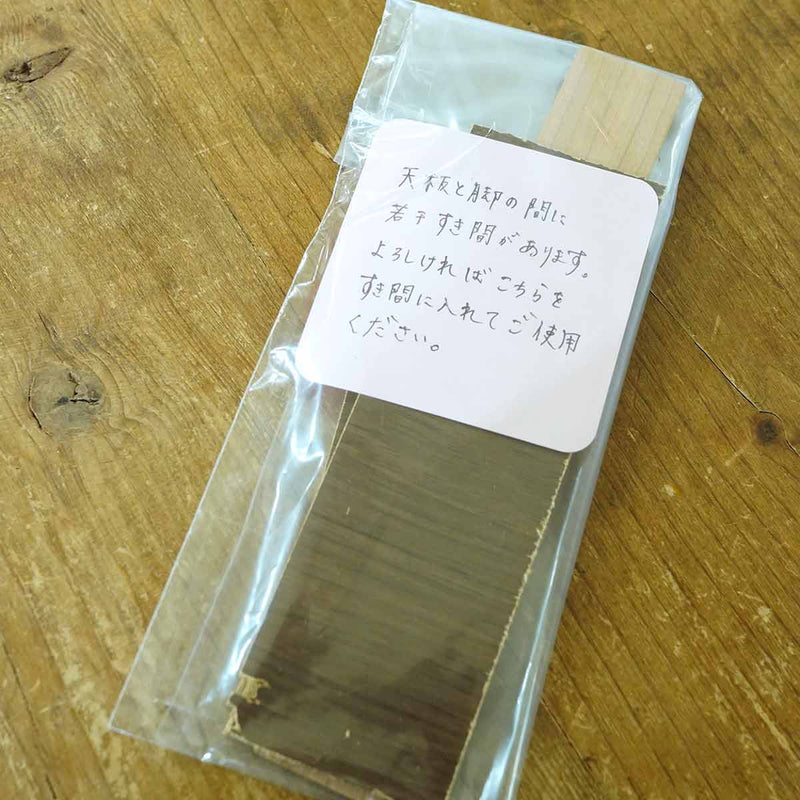 天板と脚の間に
若干すき間があります。
よろしければこちらを
すき間に入れてご使用
ください。